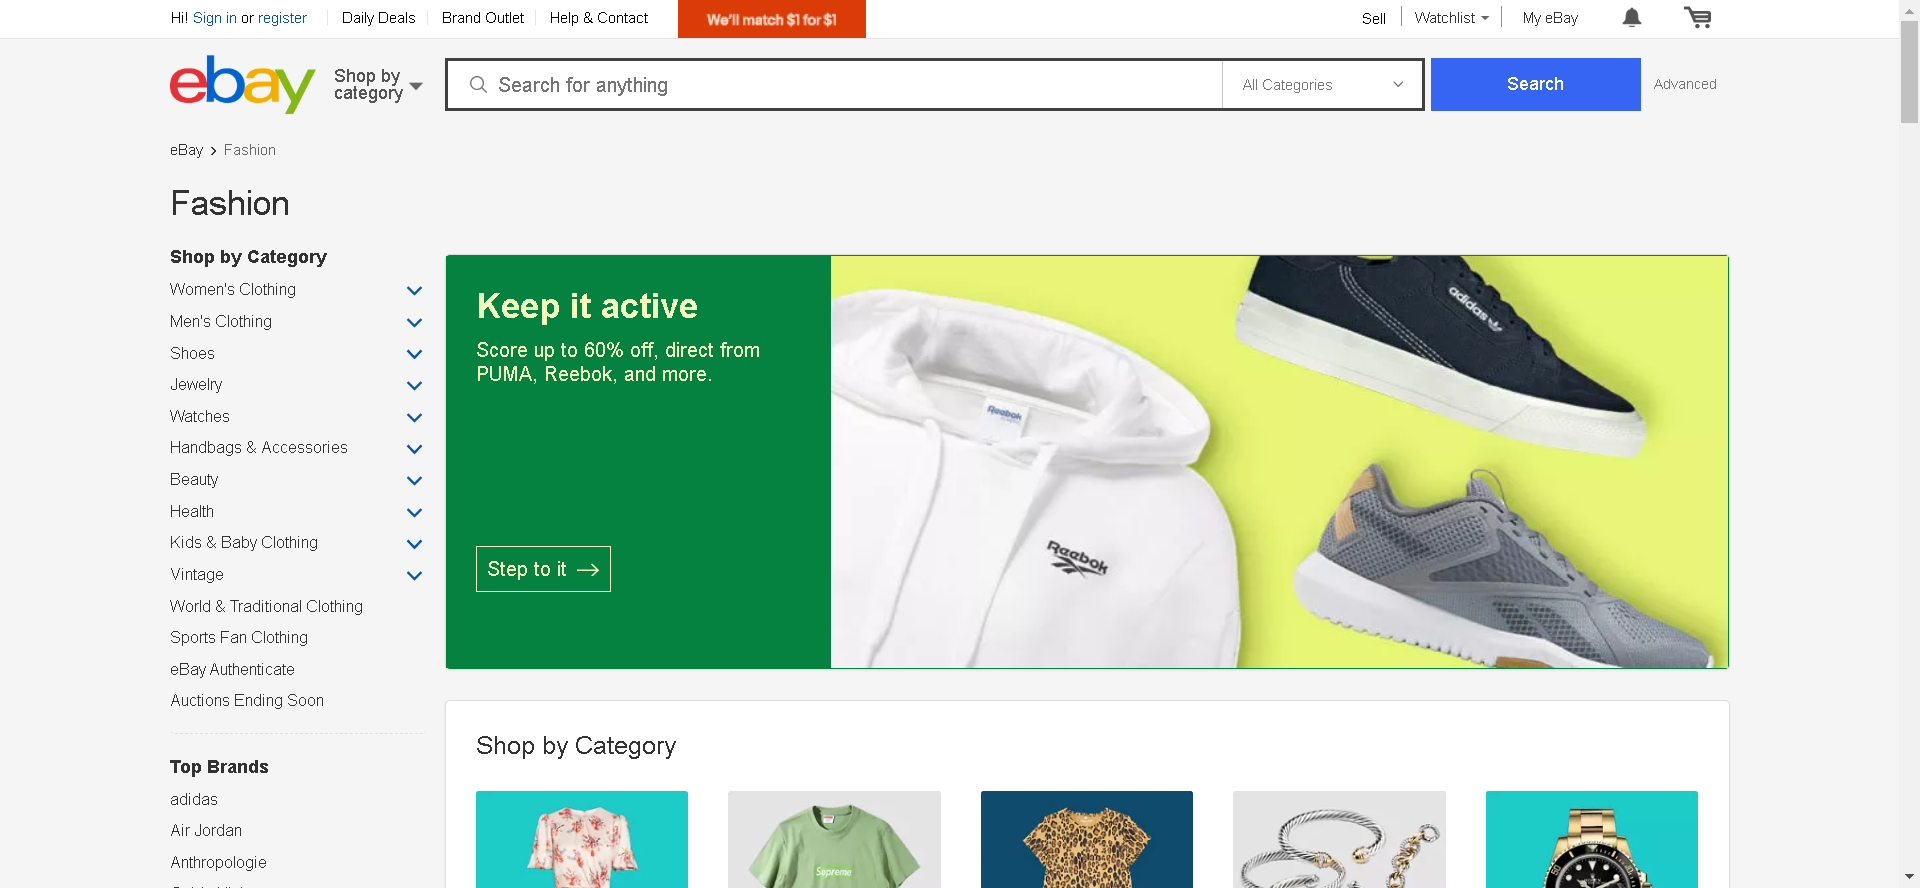 Hi! Sign in or register
Daily Deals
Brand Outlet
Help & Contact
We'll match $1 for $1
Sell
Watchlist
My eBay
ebay
Shop by
category
Search for anything
All Categories
Search
Advanced
eBay
Fashion
Fashion
Shop by Category
Women's Clothing
Men's Clothing
Shoes
Jewelry
Watches
Handbags & Accessories
Beauty
Health
Kids & Baby Clothing
Vintage
World & Traditional Clothing
Sports Fan Clothing
eBay Authenticate
Auctions Ending Soon
Top Brands
adidas
Air Jordan
Anthropologie
Keep it active
Score up to 60% off, direct from
PUMA, Reebok, and more.
Step to it
Reebok
Reebok
adidas
Shop by Category
Supreme